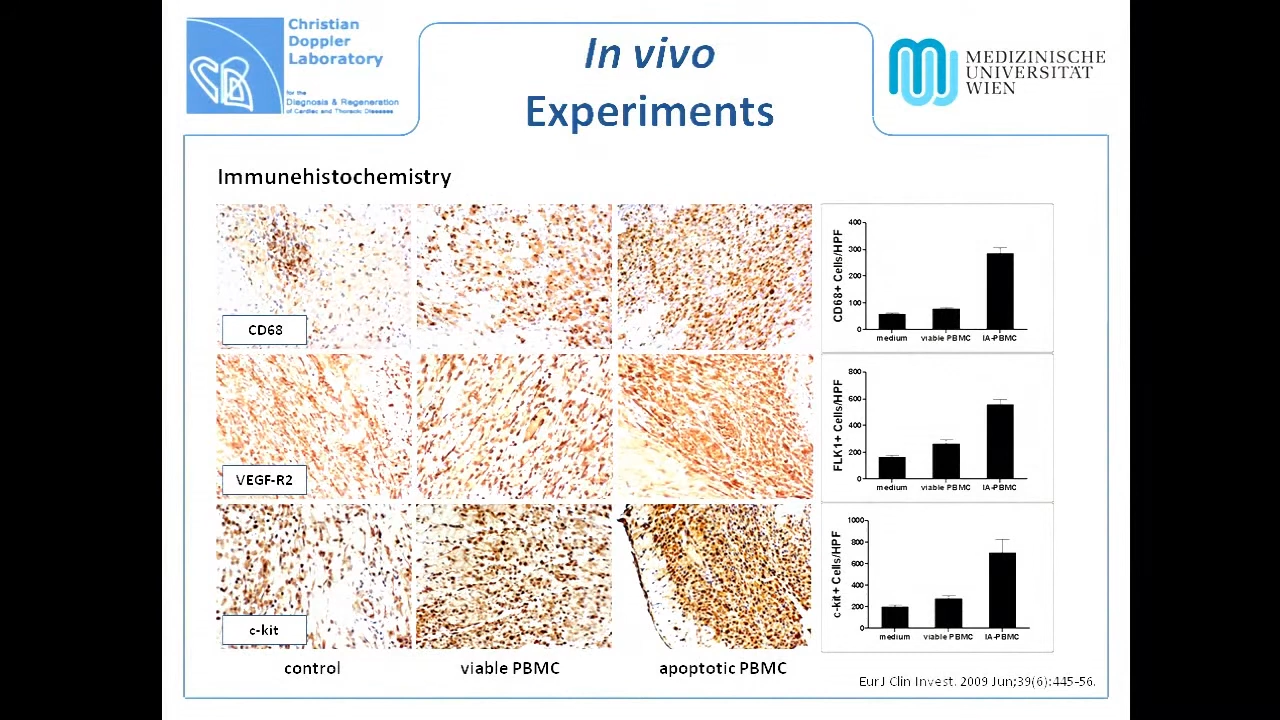 Christian
Doppler
Laboratory
for the
Diagnosis & Regeneration
of Cardiac and Thoracic Diseases
In vivo
Experiments
MEDIZINISCHE
UNIVERSITÄT
WIEN
Immunehistochemistry
CD68
VEGF-R2
c-kit
control
viable PBMC
apoptotic PBMC
CD68+ Cells/HPF
400
300
200
100
0
medium
viable PBMC
IA-PBMC
FLK1+ Cells/HPF
800
600
400
200
0
medium
viable PBMC
IA-PBMC
c-kit+ Cells/HPF
1000
800
600
400
200
0
medium
viable PBMC
IA-PBMC
Eur J Clin Invest. 2009 Jun;39(6):445-56.